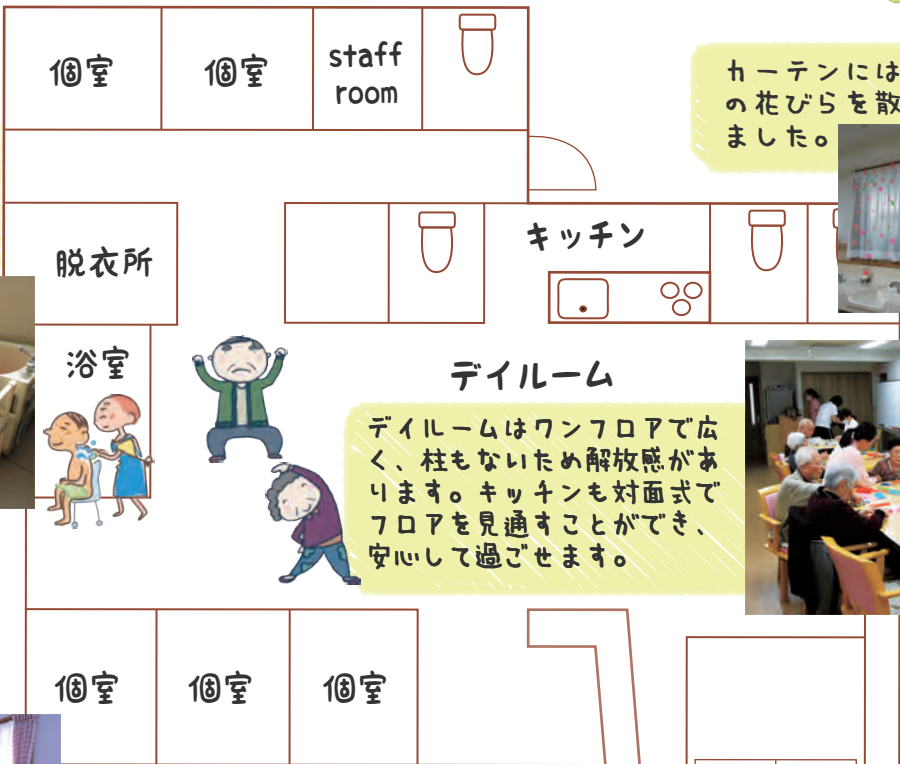 個室
個室
staff
room
カーテンには
の花びらを散
ました。
脱衣所
キッチン
浴室
デイルーム
デイルームはワンフロアで広
く、柱もないため解放感があ
ります。キッチンも対面式で
フロアを見通すことができ、
安心して過ごせます。
個室
個室
個室